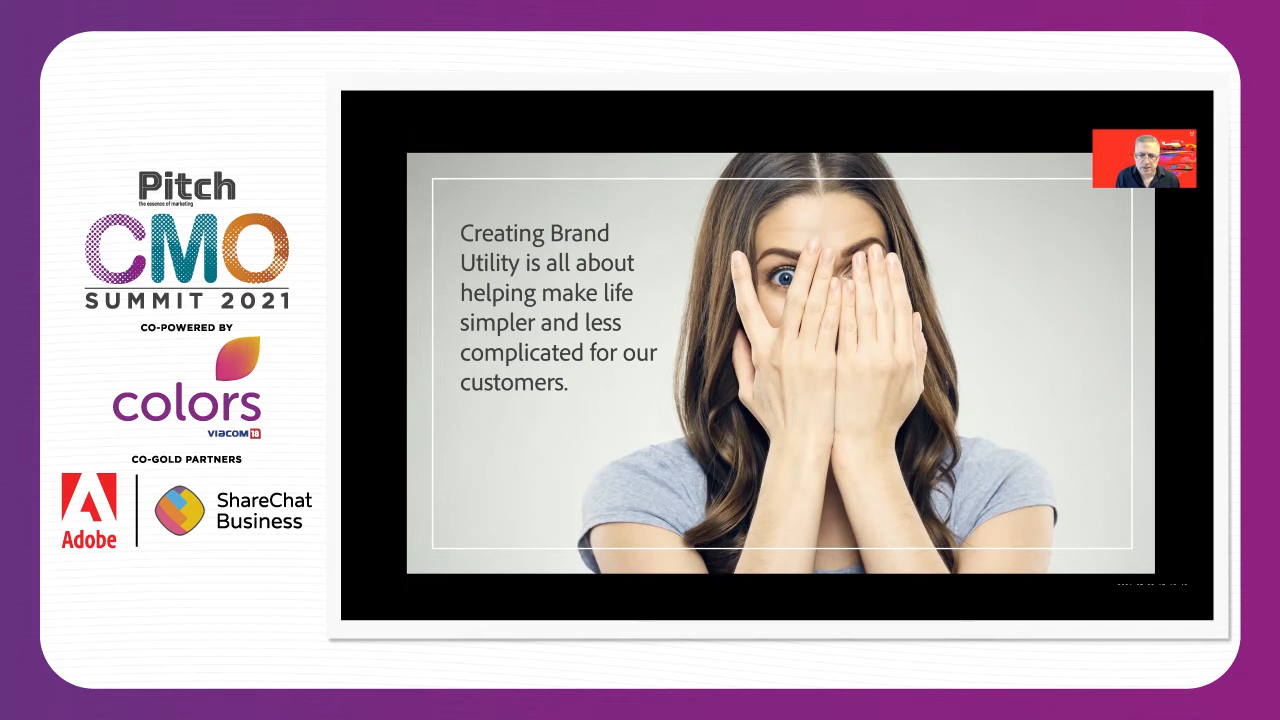 Pitch
the essence of marketing
CMO
SUMMIT 2021
CO-POWERED BY
colors
VIACOM18
CO-GOLD PARTNERS
Adobe
ShareChat
Business
Creating Brand
Utility is all about
helping make life
simpler and less
complicated for our
customers.